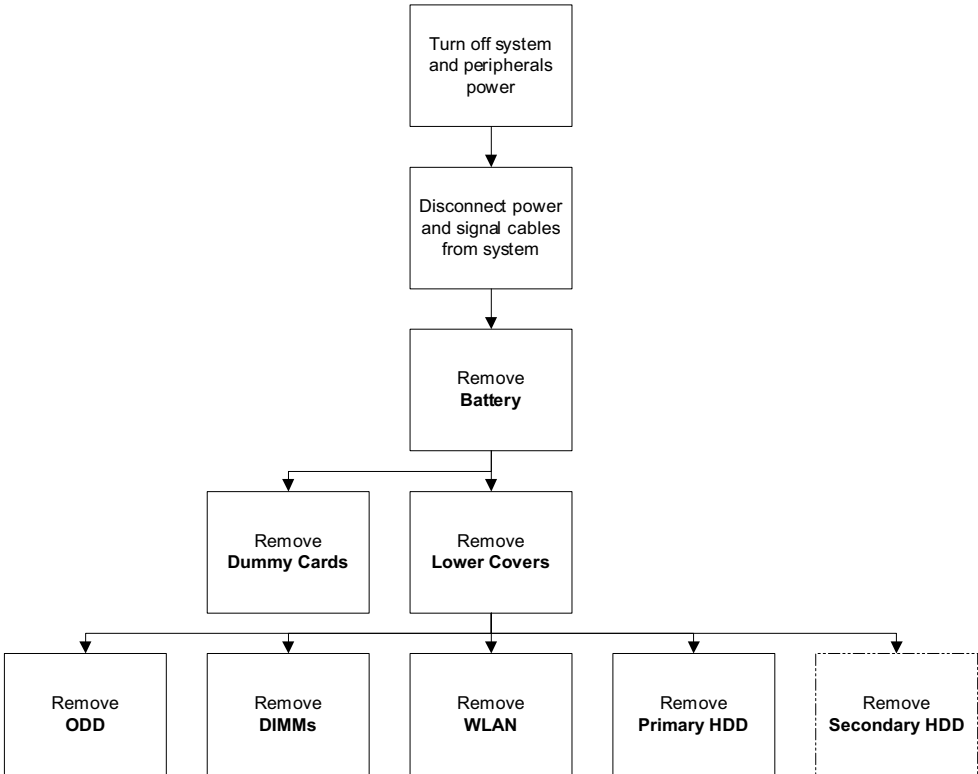 Turn off system
and peripherals
power
Disconnect power
and signal cables
from system
Remove
Battery
Remove
Dummy Cards
Remove
Lower Covers
Remove
ODD
Remove
DIMMs
Remove
WLAN
Remove
Primary HDD
Remove
Secondary HDD